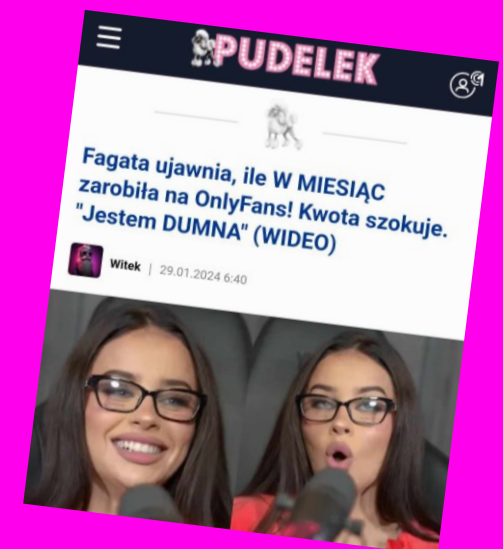 PUDELEK
Fagata ujawnia, ile W MIESIĄC
zarobiła na OnlyFans! Kwota szokuje.
"Jestem DUMNA" (WIDEO)
Witek | 29.01.2024 6:40